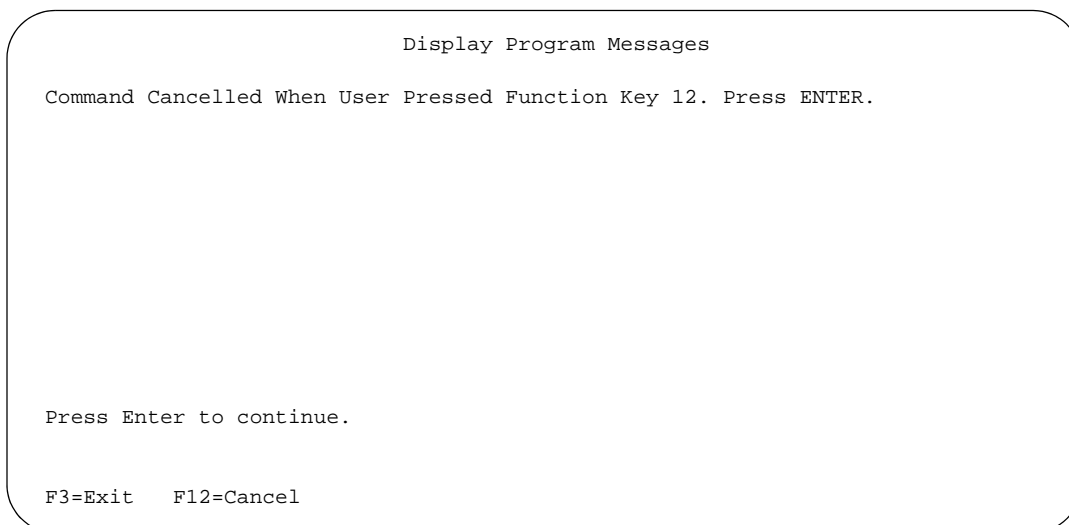 Display Program Messages
Command Cancelled When User Pressed Function Key 12. Press ENTER.
Press Enter to continue.
F3=Exit   F12=Cancel